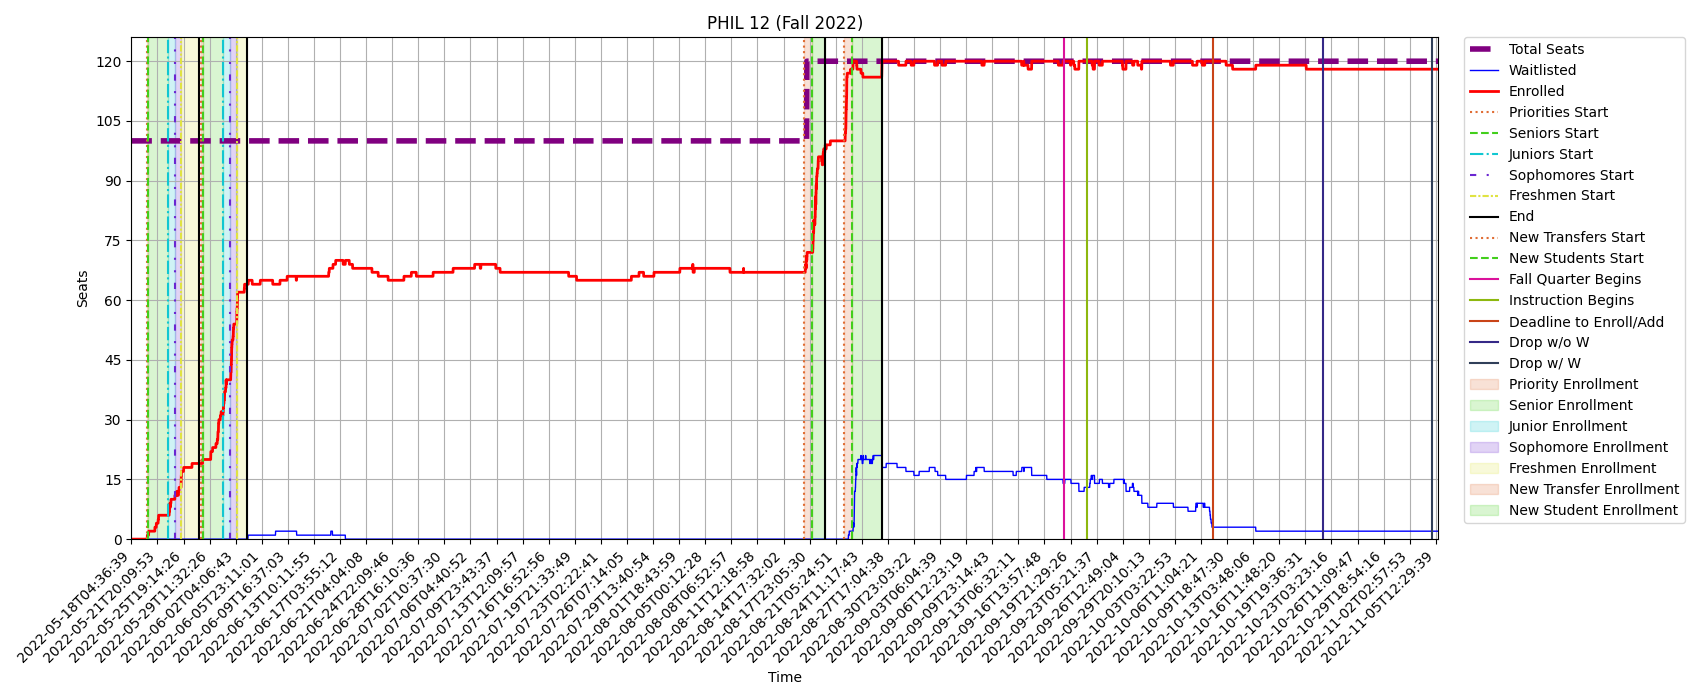 PHIL 12 (Fall 2022)
Seats
120
105
90
75
60
45
30
15
0
2022-05-18T04:36:39
2022-05-21T20:09:53
2022-05-25T19:14:26
2022-05-29T11:32:26
2022-06-02T04:06:43
2022-06-05T23:11:01
2022-06-09T16:37:03
2022-06-13T10:11:55
2022-06-17T03:55:12
2022-06-21T04:04:08
2022-06-24T22:09:46
2022-06-28T16:10:36
2022-07-02T10:37:30
2022-07-06T04:40:52
2022-07-09T23:43:37
2022-07-13T12:09:57
2022-07-16T16:52:56
2022-07-19T21:33:49
2022-07-23T02:22:41
2022-07-26T07:14:05
2022-07-29T13:40:54
2022-08-01T18:43:59
2022-08-05T00:12:28
2022-08-08T06:52:57
2022-08-11T12:18:58
2022-08-14T17:32:02
2022-08-17T23:05:30
2022-08-21T05:24:51
2022-08-24T11:17:43
2022-08-27T17:04:38
2022-08-30T23:03:22
2022-09-03T06:04:39
2022-09-06T12:23:19
2022-09-09T23:14:43
2022-09-13T06:32:11
2022-09-16T13:57:48
2022-09-19T21:29:26
2022-09-23T05:21:37
2022-09-26T12:49:04
2022-09-29T20:10:13
2022-10-03T03:22:53
2022-10-06T11:04:21
2022-10-09T18:47:30
2022-10-13T03:48:06
2022-10-16T11:48:20
2022-10-19T19:36:31
2022-10-23T03:23:16
2022-10-26T11:09:47
2022-10-29T18:54:16
2022-11-02T02:57:53
2022-11-05T12:29:39
Time
Total Seats
Waitlisted
Enrolled
Priorities Start
Seniors Start
Juniors Start
Sophomores Start
Freshmen Start
End
New Transfers Start
New Students Start
Fall Quarter Begins
Instruction Begins
Deadline to Enroll/Add
Drop w/o W
Drop w/ W
Priority Enrollment
Senior Enrollment
Junior Enrollment
Sophomore Enrollment
Freshmen Enrollment
New Transfer Enrollment
New Student Enrollment